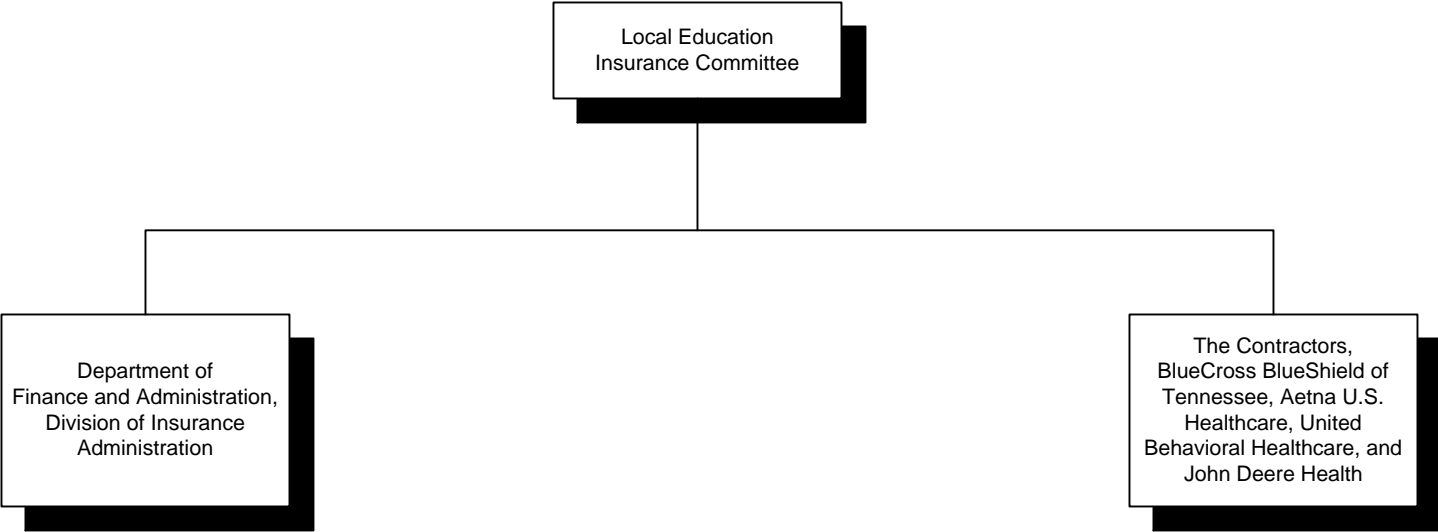 Local Education
Insurance Committee
Department of
Finance and Administration,
Division of Insurance
Administration
The Contractors,
BlueCross BlueShield of
Tennessee, Aetna U.S.
Healthcare, United
Behavioral Healthcare, and
John Deere Health